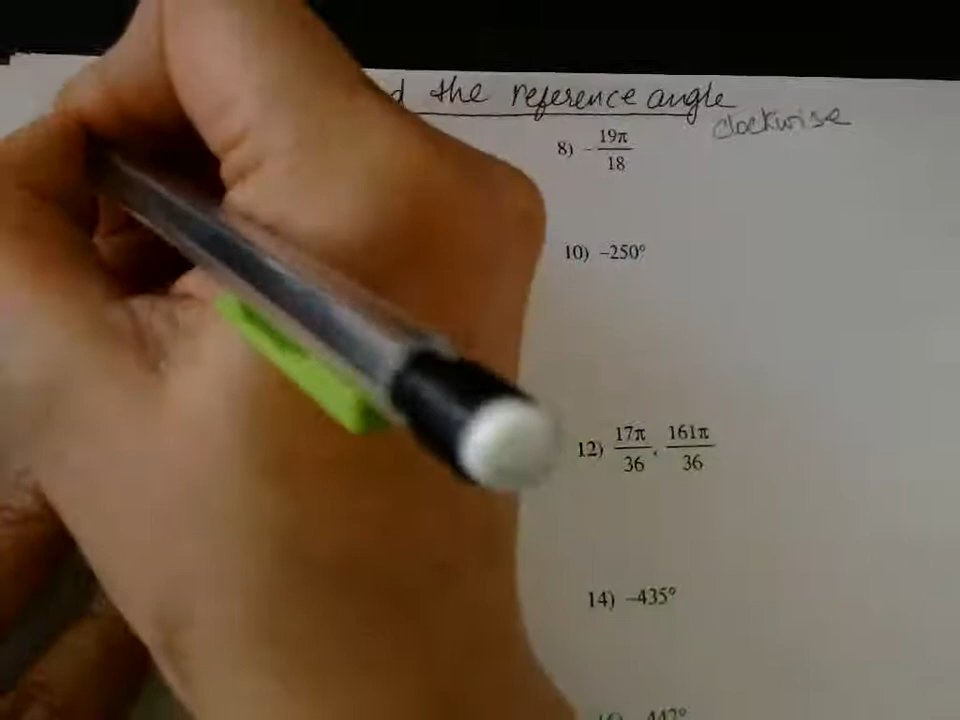 the reference angle
clockwise
8) -19π/18
10) -250°
12) 17π/36, 161π/36
14) -435°